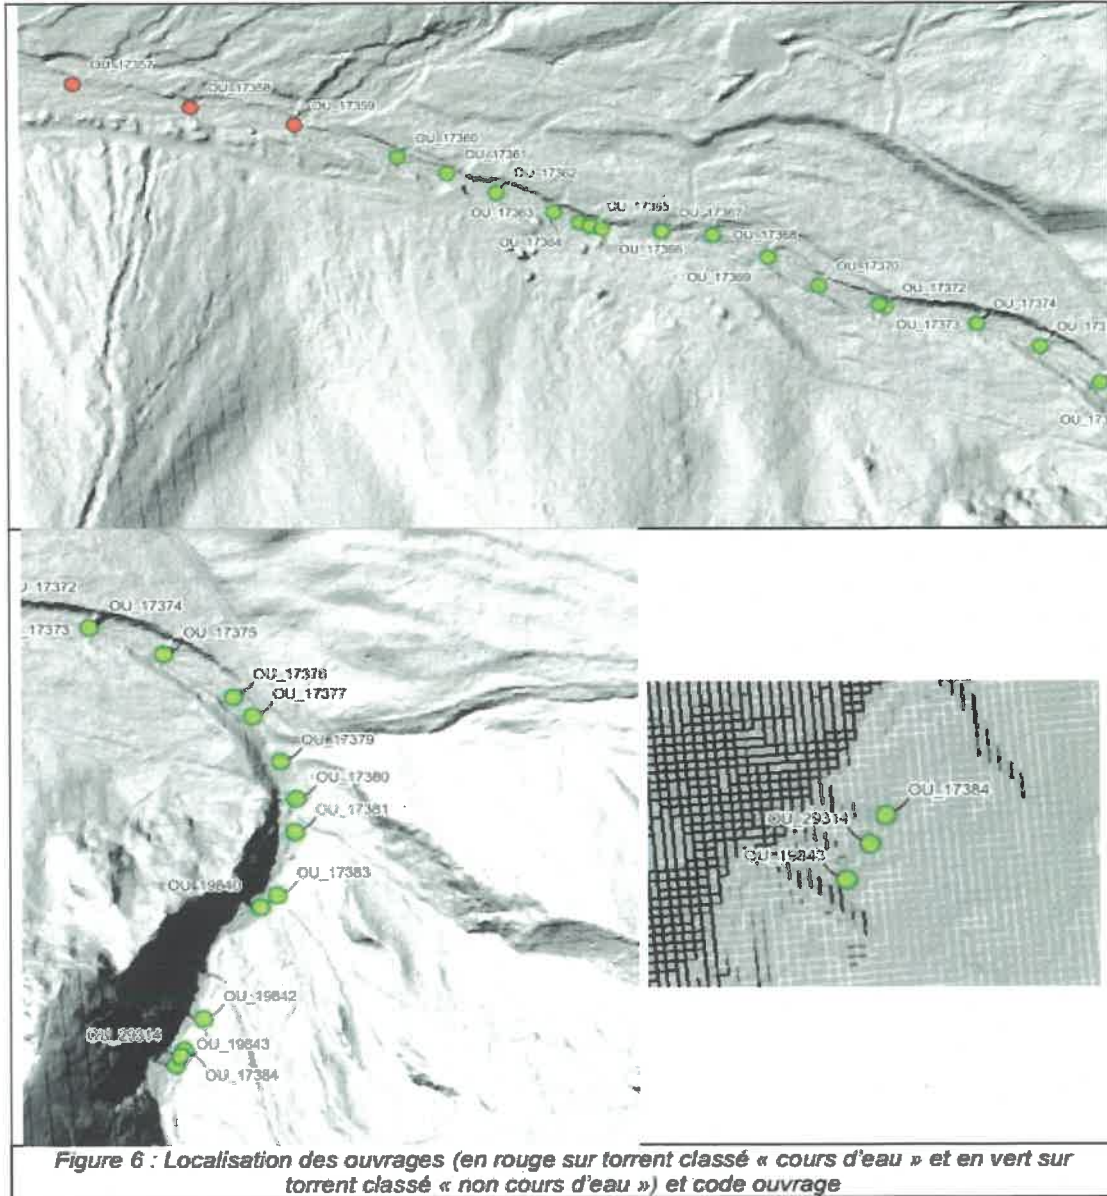 OU_17357
OU_17358
OU_17359
OU_17360
OU_17361
OU_17362
OU_17363
OU_17364
OU_17365
OU_17366
OU_17367
OU_17368
OU_17369
OU_17370
OU_17372
OU_17373
OU_17374
OU_17372
OU_17374
_17373
OU_17375
OU_17376
OU_17377
OU_17379
OU_17380
OU_17381
OU_19840
OU_17383
OU_19842
OU_29314
OU_19843
OU_17384
OU_17384
OU_29314
OU_19843
Figure 6 : Localisation des ouvrages (en rouge sur torrent classé « cours d'eau » et en vert sur
torrent classé « non cours d'eau ») et code ouvrage